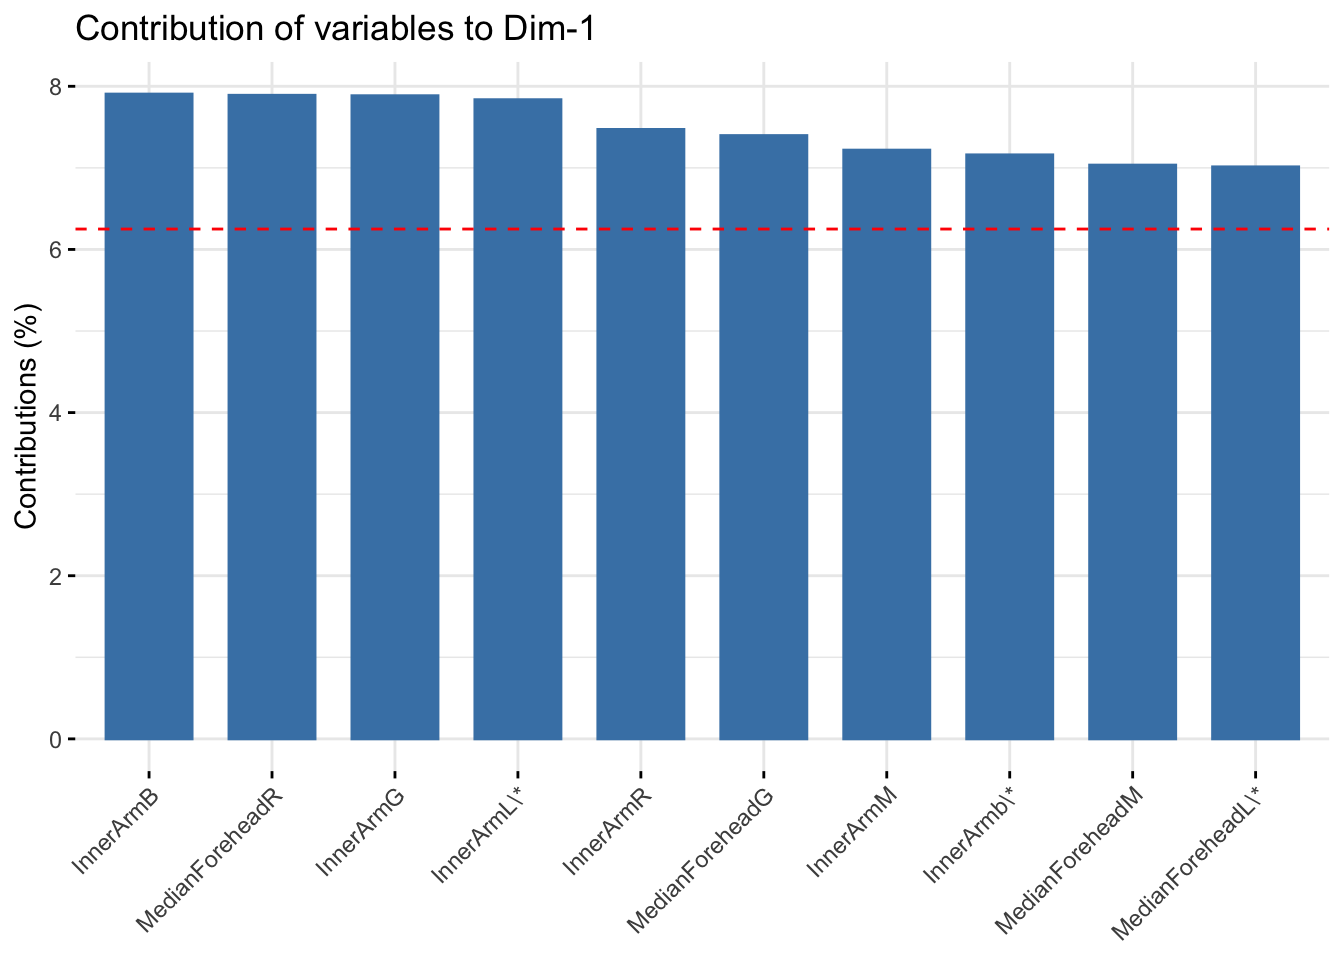 Contribution of variables to Dim-1
Contributions (%)
8
6
4
2
0
InnerArmB
MedianForeheadR
InnerArmG
InnerArmL\*
InnerArmR
MedianForeheadG
InnerArmM
InnerArmb\*
MedianForeheadM
MedianForeheadL\*